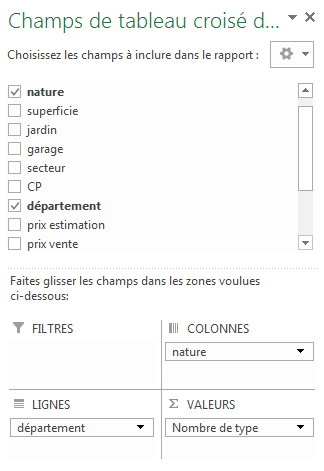 Champs de tableau croisé d...
Choisissez les champs à inclure dans le rapport :
nature
superficie
jardin
garage
secteur
CP
département
prix estimation
prix vente
Faites glisser les champs dans les zones voulues
ci-dessous:
FILTRES
COLONNES
nature
LIGNES
Σ VALEURS
département
Nombre de type